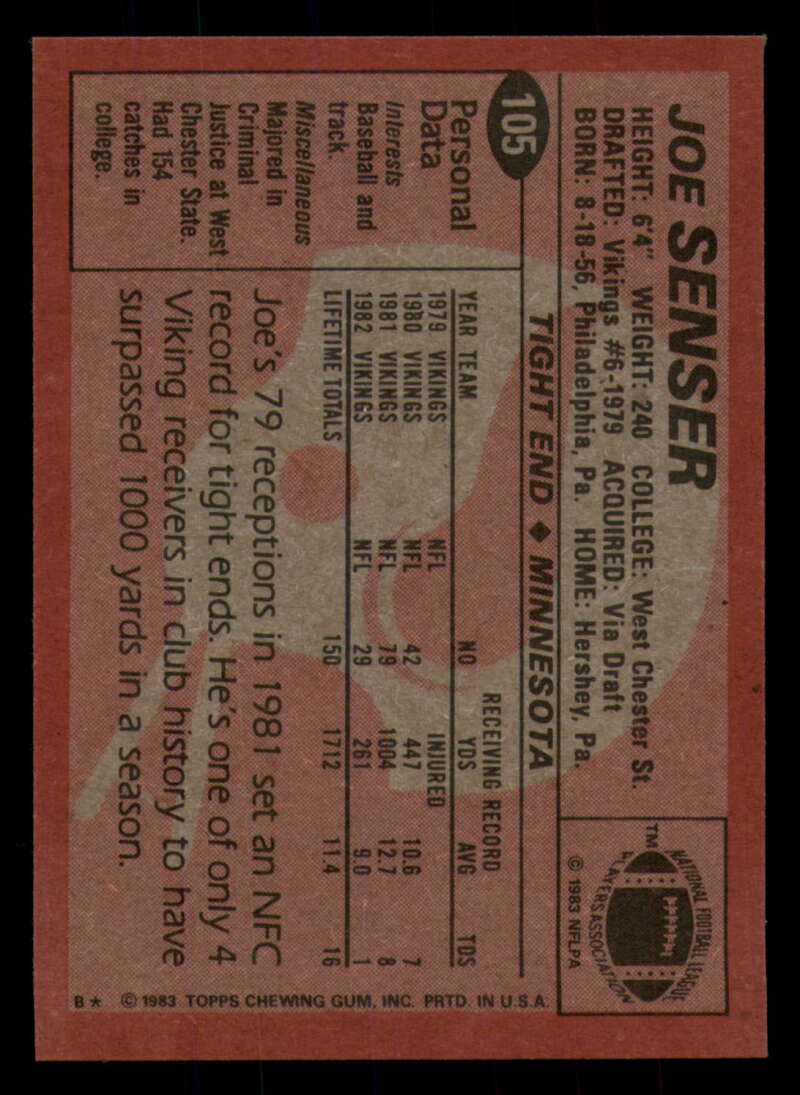 JOE SENSER
HEIGHT: 6'4" WEIGHT: 240 COLLEGE: West Chester St.
DRAFTED: Vikings #6-1979 ACQUIRED: Via Draft
BORN: 8-18-56, Philadelphia, Pa. HOME: Hershey, Pa.
TM
NATIONAL FOOTBALL LEAGUE
PLAYERS ASSOCIATION
© 1983 NFLPA
105
TIGHT END ♦ MINNESOTA
Personal
Data
Interests
Baseball and
track.
Miscellaneous
Majored in
Criminal
Justice at West
Chester State.
Had 154
catches in
college.
RECEIVING RECORD
YEAR TEAM NO YDS AVG TDS
1979 VIKINGS NFL INJURED
1980 VIKINGS NFL 42 447 10.6 7
1981 VIKINGS NFL 79 1004 12.7 8
1982 VIKINGS NFL 29 261 9.0 1
LIFETIME TOTALS 150 1712 11.4 16
Joe's 79 receptions in 1981 set an NFC
record for tight ends. He's one of only 4
Viking receivers in club history to have
surpassed 1000 yards in a season.
B* © 1983 TOPPS CHEWING GUM, INC. PRTD. IN U.S.A.